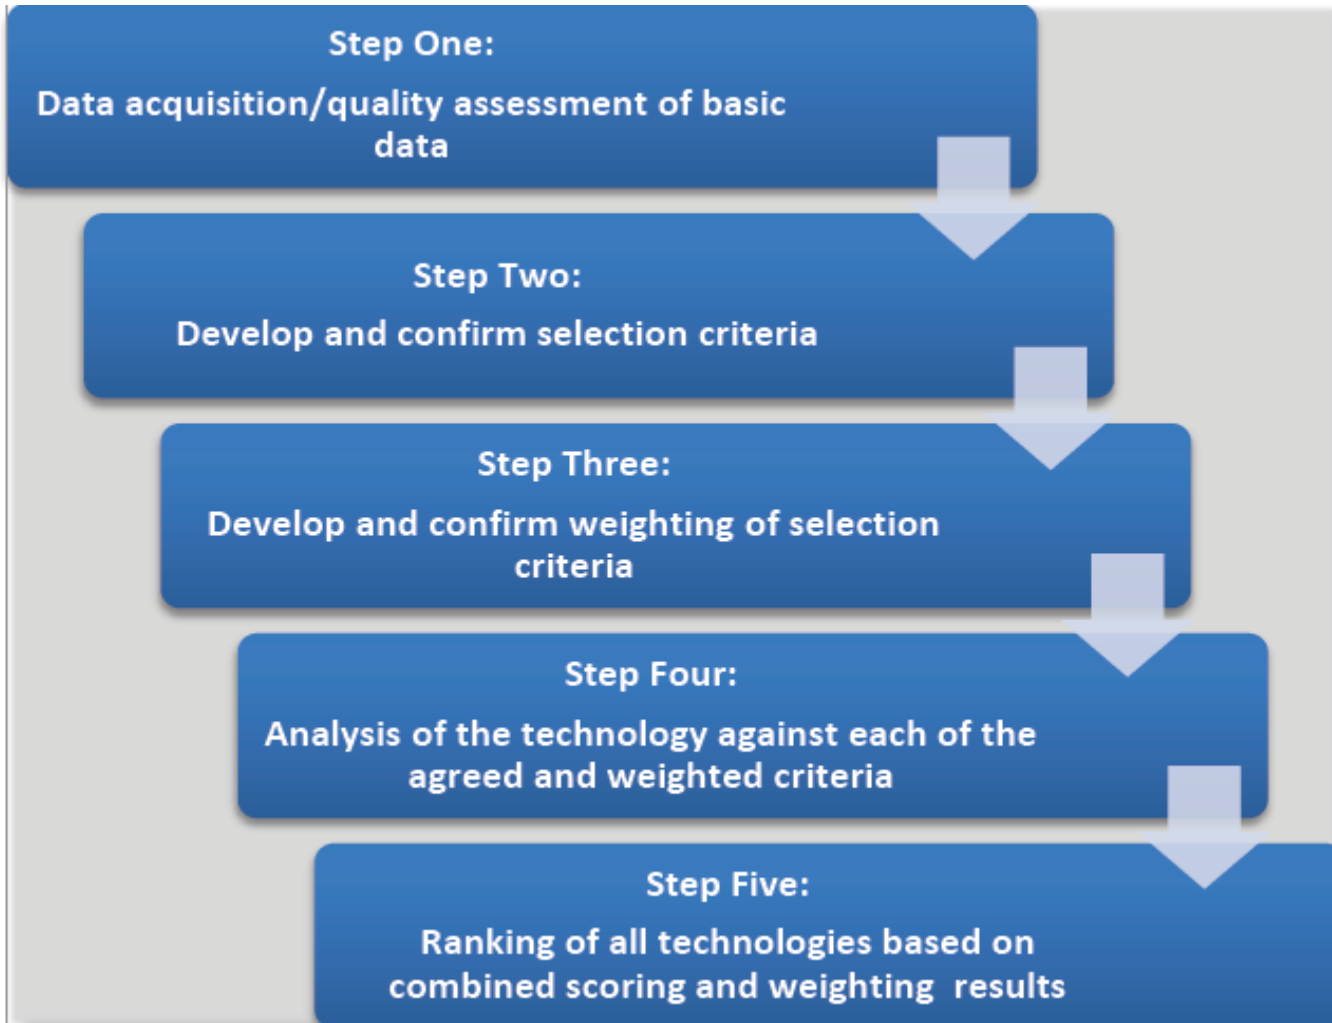 Step One:
Data acquisition/quality assessment of basic
data
Step Two:
Develop and confirm selection criteria
Step Three:
Develop and confirm weighting of selection
criteria
Step Four:
Analysis of the technology against each of the
agreed and weighted criteria
Step Five:
Ranking of all technologies based on
combined scoring and weighting  results